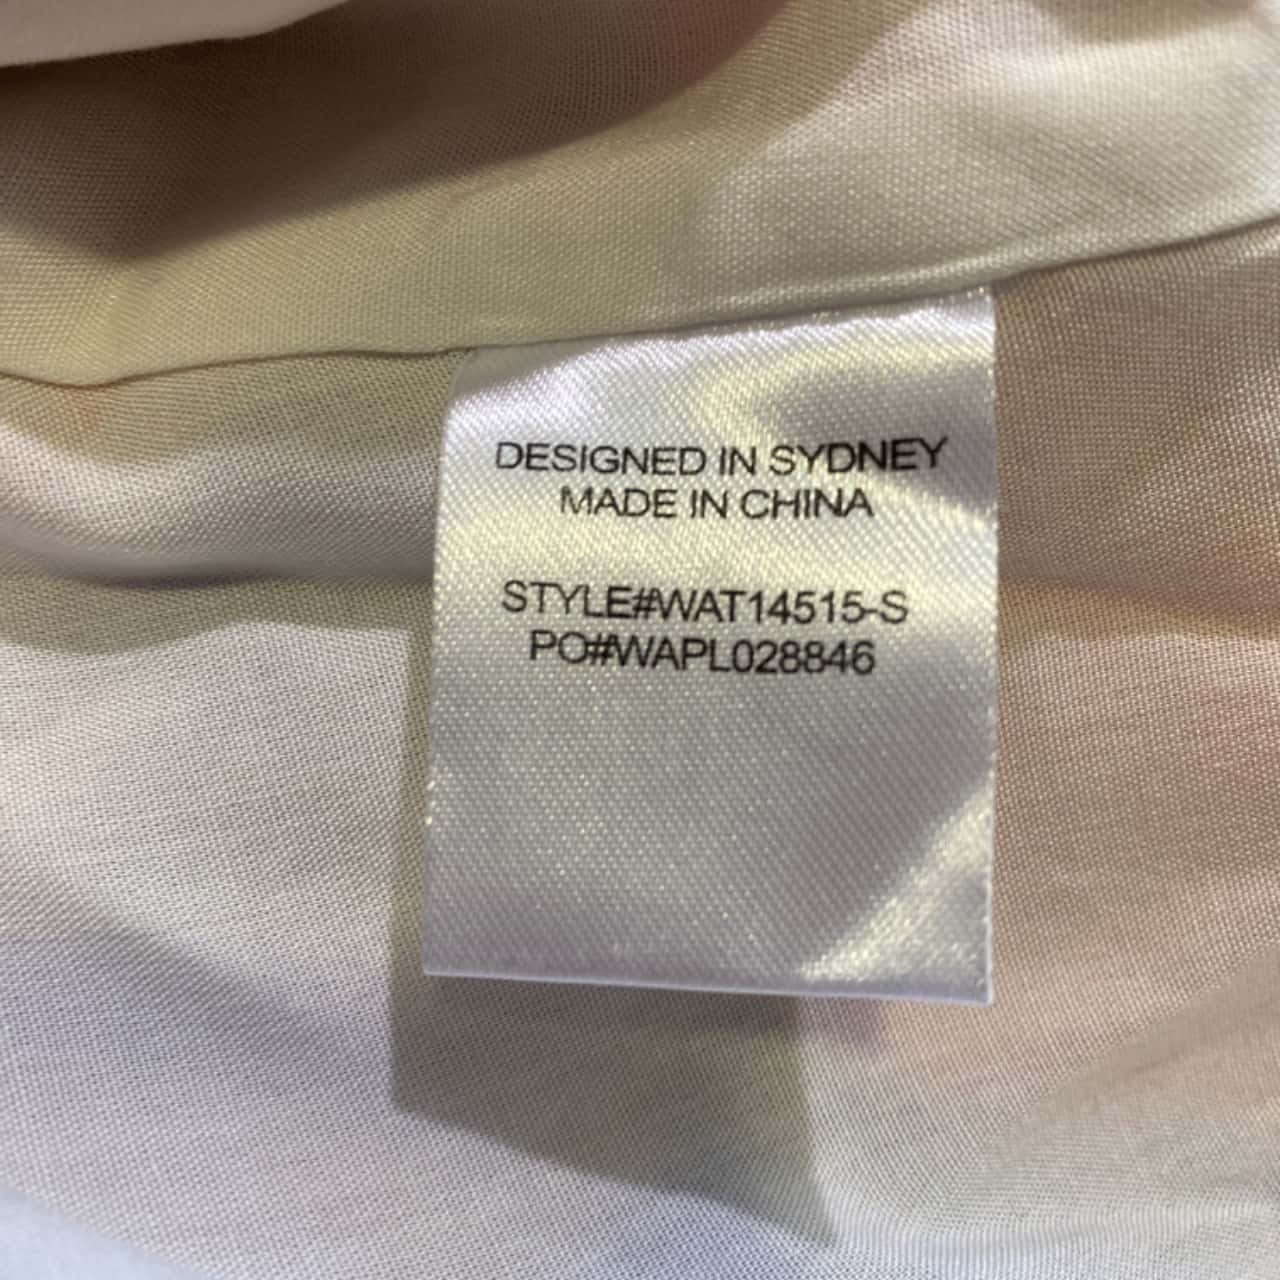 DESIGNED IN SYDNEY
MADE IN CHINA
STYLE#WAT14515-S
PO#WAPL028846